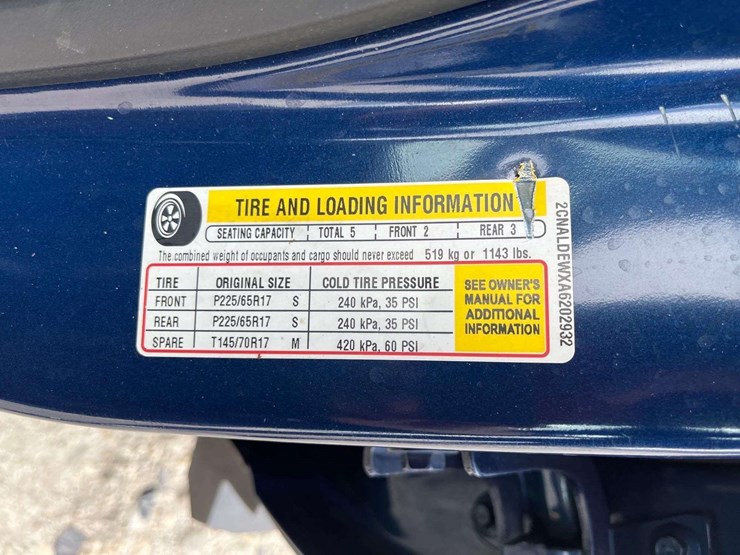 TIRE AND LOADING INFORMATION
SEATING CAPACITY TOTAL 5 FRONT 2 REAR 3
The combined weight of occupants and cargo should never exceed 519 kg or 1143 lbs.
TIRE ORIGINAL SIZE COLD TIRE PRESSURE
FRONT P225/65R17 S 240 kPa, 35 PSI
REAR P225/65R17 S 240 kPa, 35 PSI
SPARE T145/70R17 M 420 kPa, 60 PSI
SEE OWNER'S
MANUAL FOR
ADDITIONAL
INFORMATION
2CNALDEWXA6202932